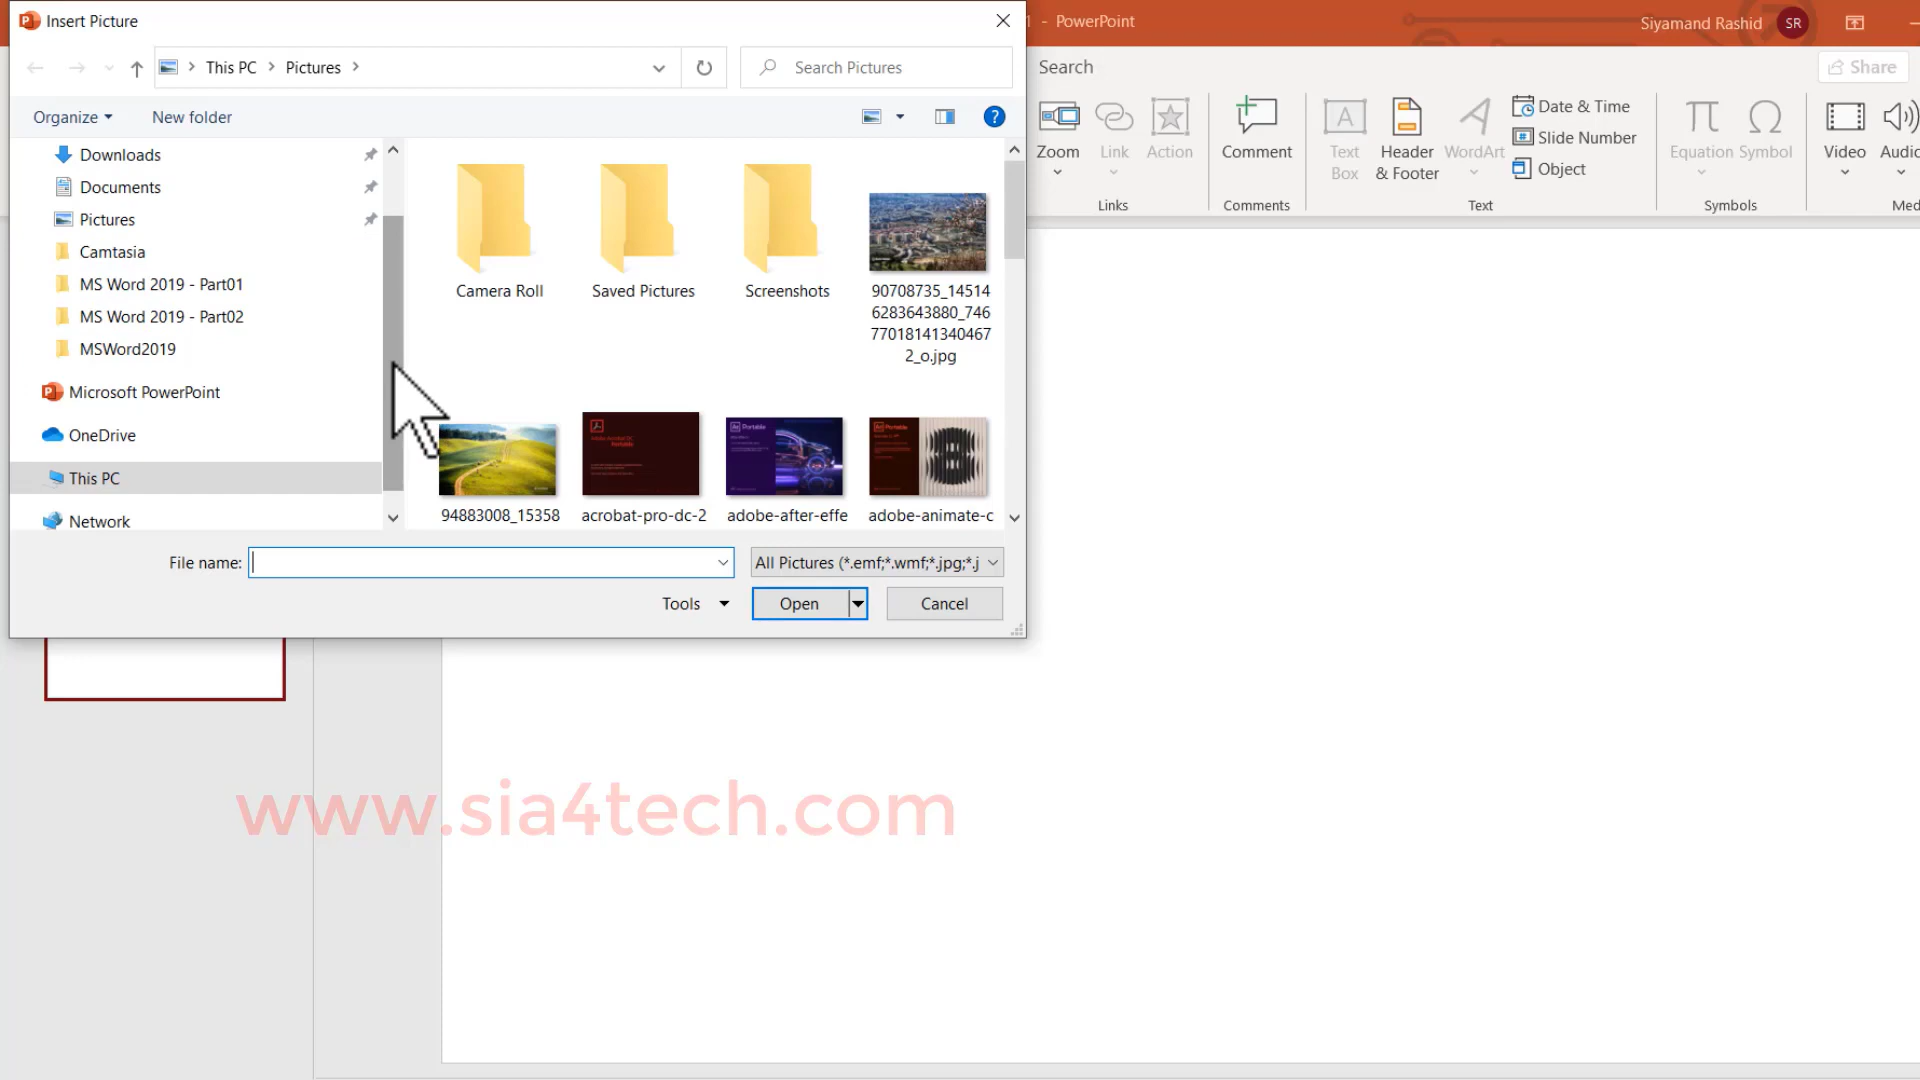 Insert Picture
1 - PowerPoint
Siyamand Rashid
SR
This PC
Pictures
Search Pictures
Search
Share
Organize
New folder
?
Zoom
Link
Action
Links
Comment
Comments
A
Text
Box
Header
& Footer
WordArt
Date & Time
Slide Number
Object
Text
Equation
Symbol
Symbols
Video
Audio
Med
Downloads
Documents
Pictures
Camtasia
MS Word 2019 - Part01
MS Word 2019 - Part02
MSWord2019
Microsoft PowerPoint
OneDrive
This PC
Network
Camera Roll
Saved Pictures
Screenshots
90708735_14514
6283643880_746
77018141340467
2_o.jpg
94883008_15358
acrobat-pro-dc-2
adobe-after-effe
adobe-animate-c
File name:
All Pictures (*.emf;*.wmf;*.jpg;*.j
Tools
Open
Cancel
www.sia4tech.com